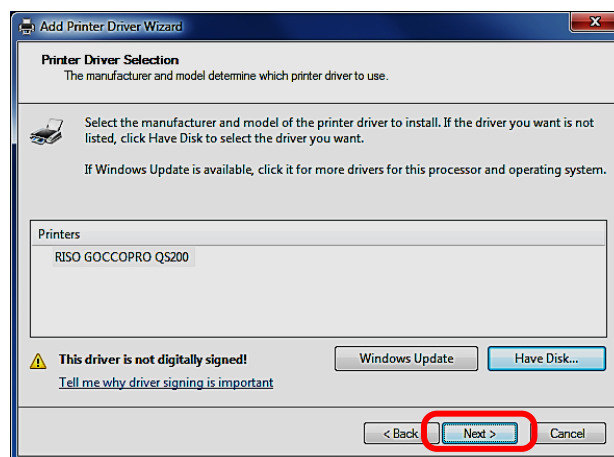 Add Printer Driver Wizard
Printer Driver Selection
The manufacturer and model determine which printer driver to use.
Select the manufacturer and model of the printer driver to install. If the driver you want is not
listed, click Have Disk to select the driver you want.
If Windows Update is available, click it for more drivers for this processor and operating system.
Printers
RISO GOCCOPRO QS200
This driver is not digitally signed!
Windows Update
Have Disk...
Tell me why driver signing is important
< Back
Next >
Cancel